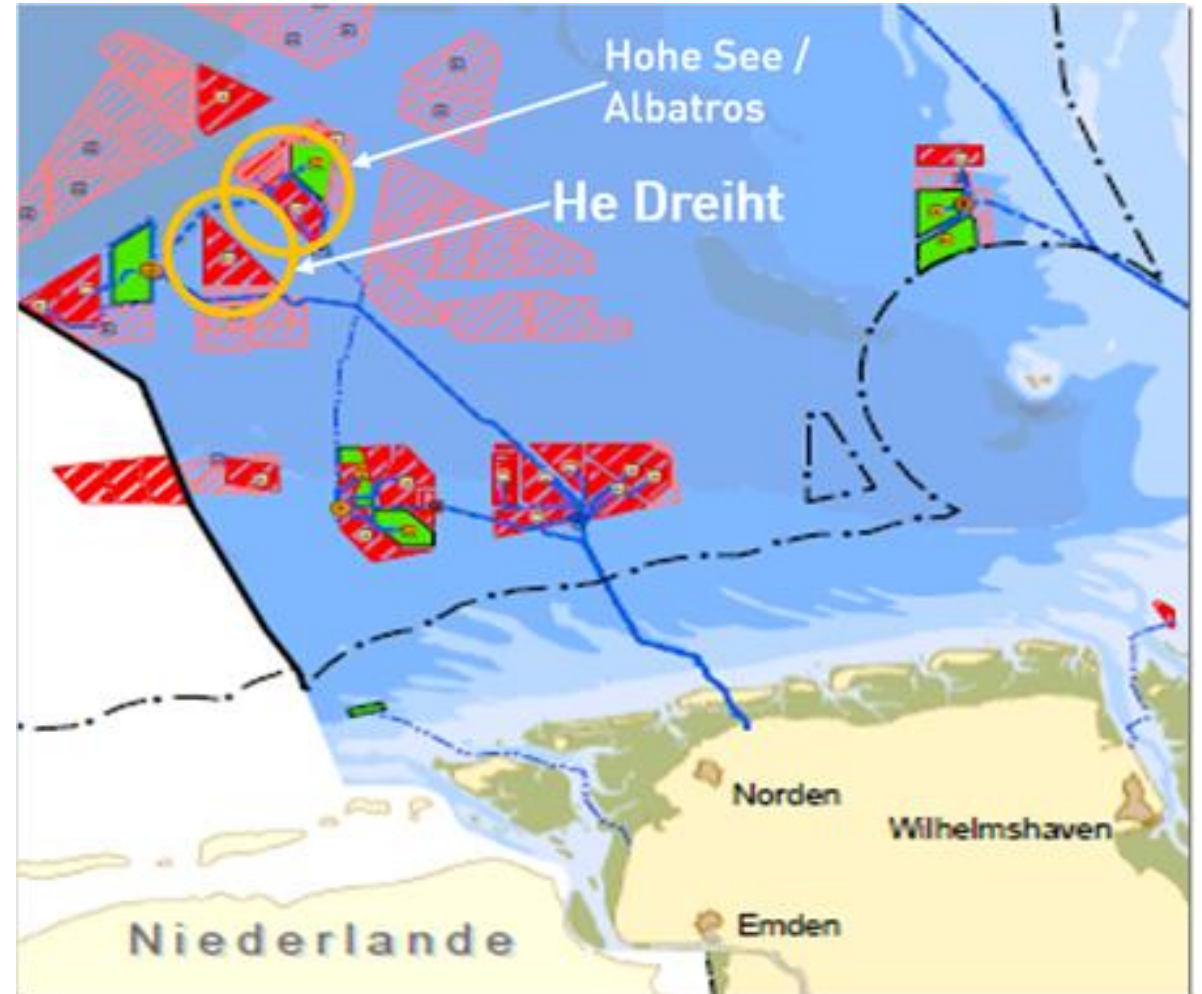 Hohe See /
Albatros
He Dreiht
Norden
Wilhelmshaven
Emden
Niederlande